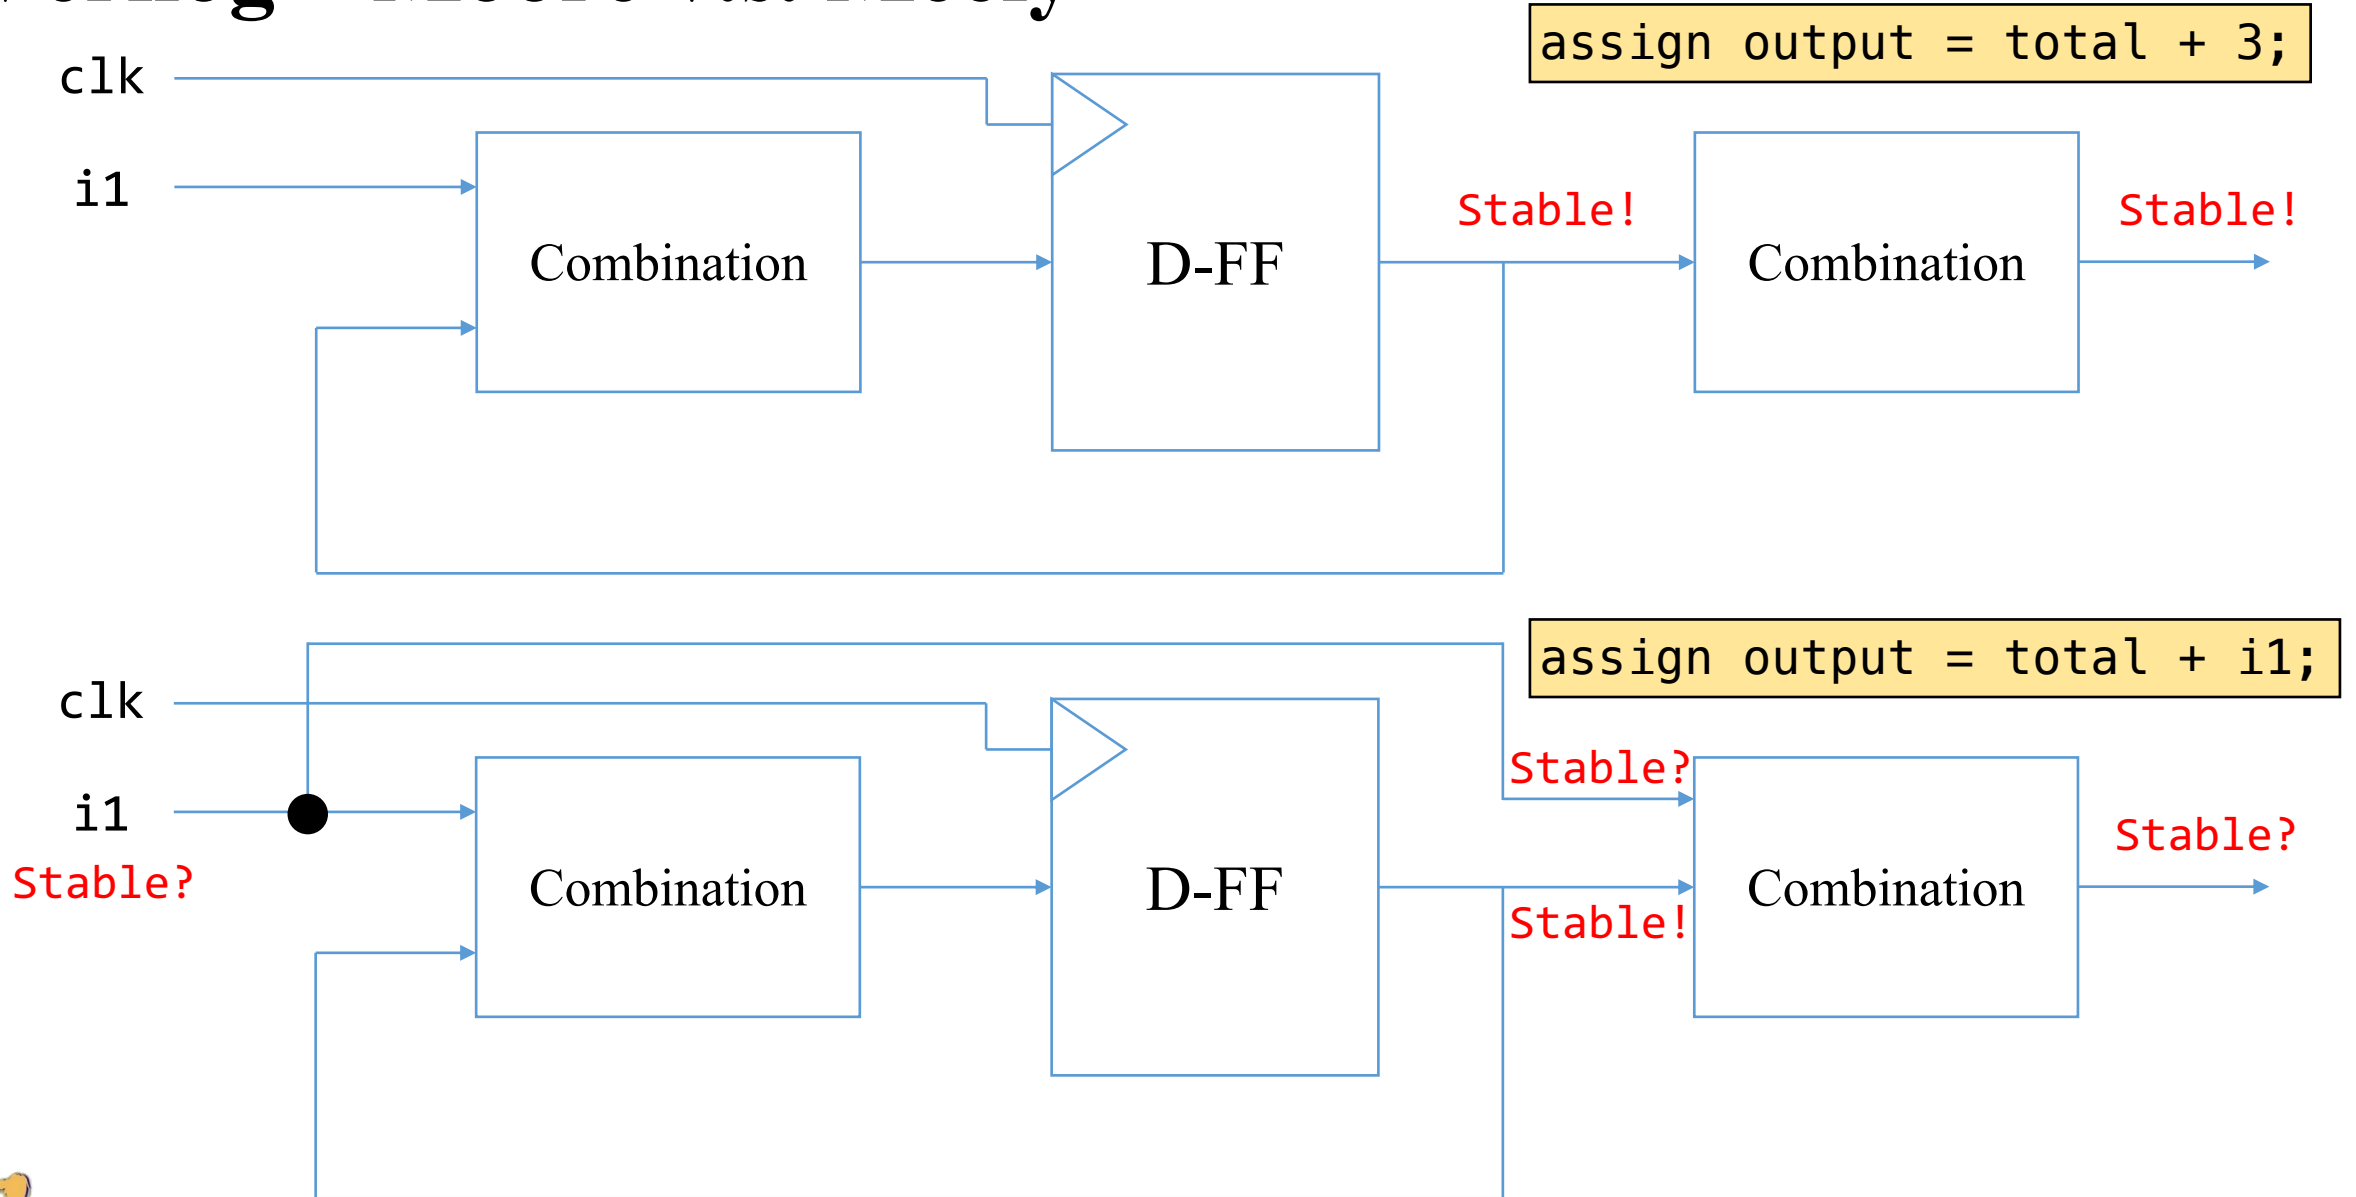 assign output = total + 3;
clk
i1
Combination
D-FF
Stable!
Combination
Stable!
assign output = total + i1;
clk
i1
Stable?
Combination
D-FF
Stable?
Stable!
Combination
Stable?